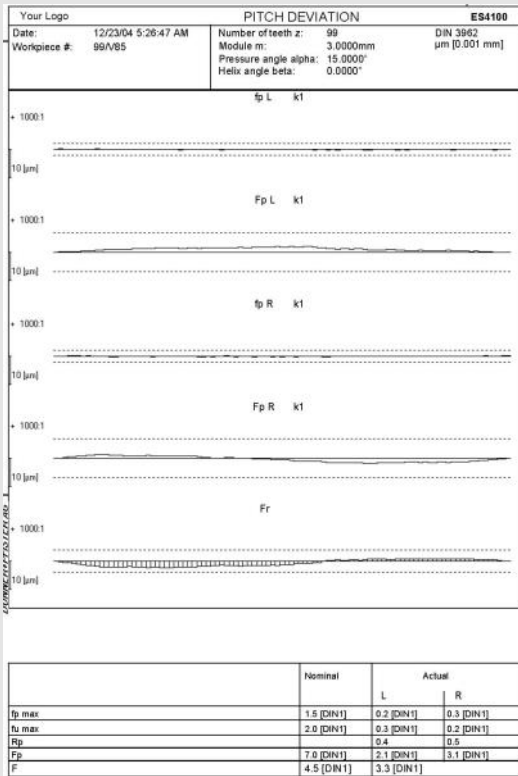 Your Logo PITCH DEVIATION ES4100
Date: 12/23/04 5:26:47 AM Number of teeth z: 99 DIN 3962
Workpiece #: 99/V85 Module m: 3.0000mm µm [0.001 mm]
Pressure angle alpha: 15.0000°
Helix angle beta: 0.0000°
fp L k1
+ 1000:1
10 [µm]
Fp L k1
+ 1000:1
10 [µm]
fp R k1
+ 1000:1
10 [µm]
Fp R k1
+ 1000:1
10 [µm]
Fr
+ 1000:1
10 [µm]
Nominal Actual
L R
fp max 1.5 [DIN1] 0.2 [DIN1] 0.3 [DIN1]
fu max 2.0 [DIN1] 0.3 [DIN1] 0.2 [DIN1]
Rp 0.4 0.5
Fp 7.0 [DIN1] 2.1 [DIN1] 3.1 [DIN1]
F 4.5 [DIN1] 3.3 [DIN1]